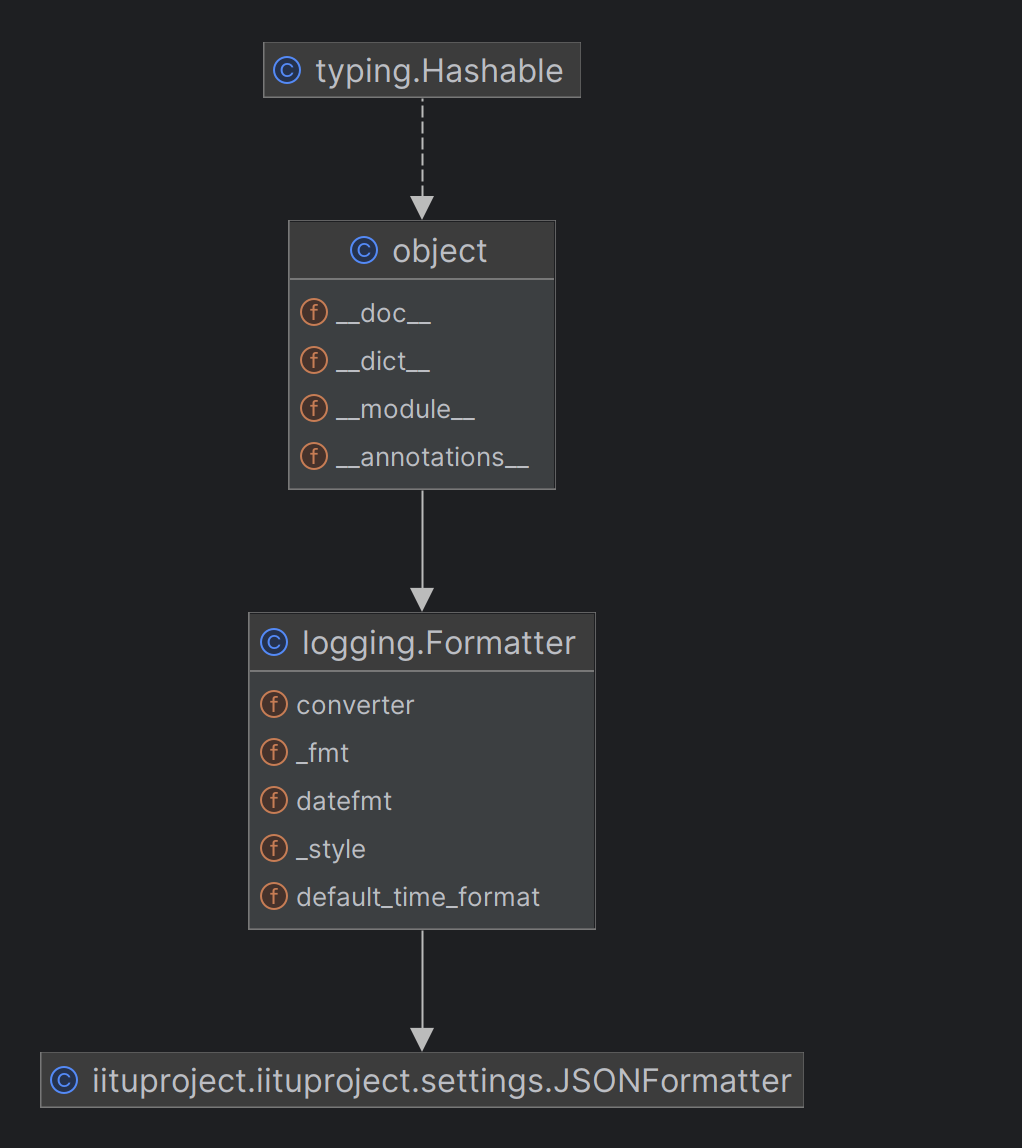 © typing.Hashable
© object
f __doc__
f __dict__
f __module__
f __annotations__
© logging.Formatter
f converter
f _fmt
f datefmt
f _style
f default_time_format
© iituproject.iituproject.settings.JSONFormatter